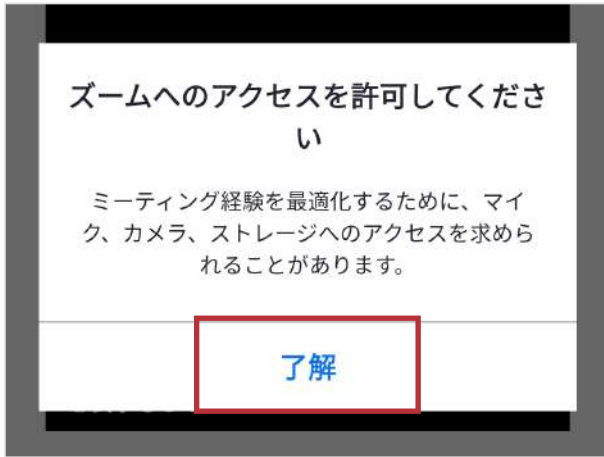 ズームへのアクセスを許可してくださ
い
ミーティング経験を最適化するために、マイ
ク、カメラ、ストレージへのアクセスを求めら
れることがあります。
了解